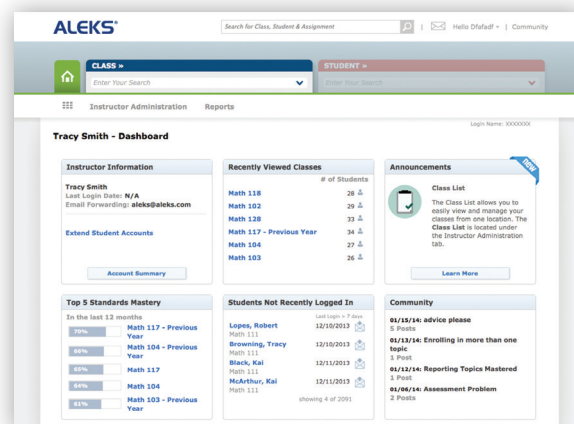 ALEKS®
Search for Class, Student & Assignment
Hello Dfafadf
Community
CLASS »
Enter Your Search
STUDENT »
Enter Your Search
Instructor Administration
Reports
Login Name: XXXXXXX
Tracy Smith - Dashboard
Instructor Information
Tracy Smith
Last Login Date: N/A
Email Forwarding: aleks@aleks.com
Extend Student Accounts
Account Summary
Recently Viewed Classes
# of Students
Math 118 28
Math 102 29
Math 128 33
Math 117 - Previous Year 34
Math 104 27
Math 103 26
Announcements
new
Class List
The Class List allows you to
easily view and manage your
classes from one location. The
Class List is located under
the Instructor Administration
tab.
Learn More
Top 5 Standards Mastery
In the last 12 months
70% Math 117 - Previous
Year
66% Math 104 - Previous
Year
65% Math 117
64% Math 104
61% Math 103 - Previous
Year
Students Not Recently Logged In
Last Login > 7 days
Lopes, Robert 12/10/2013
Math 111
Browning, Tracy 12/10/2013
Math 111
Black, Kai 12/11/2013
Math 111
McArthur, Kai 12/11/2013
Math 111
showing 4 of 2091
Community
01/15/14: advice please
5 Posts
01/13/14: Enrolling in more than one
topic
1 Post
01/12/14: Reporting Topics Mastered
1 Post
01/06/14: Assessment Problem
2 Posts